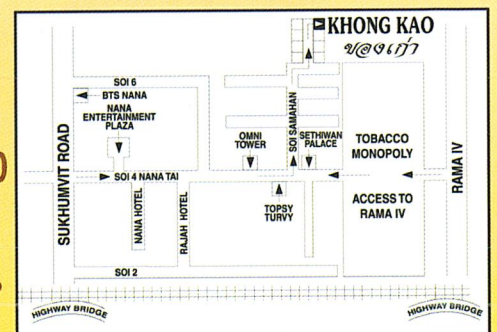 KHONG KAO
ของเก่า
SOI 6
BTS NANA
NANA
ENTERTAINMENT
PLAZA
SUKHUMVIT ROAD
SOI 4 NANA TAI
NANA HOTEL
RAJAH HOTEL
OMNI
TOWER
SOI SAMAHAN
SETHIWAN
PALACE
TOPSY
TURVY
TOBACCO
MONOPOLY
ACCESS TO
RAMA IV
RAMA IV
SOI 2
HIGHWAY BRIDGE
HIGHWAY BRIDGE